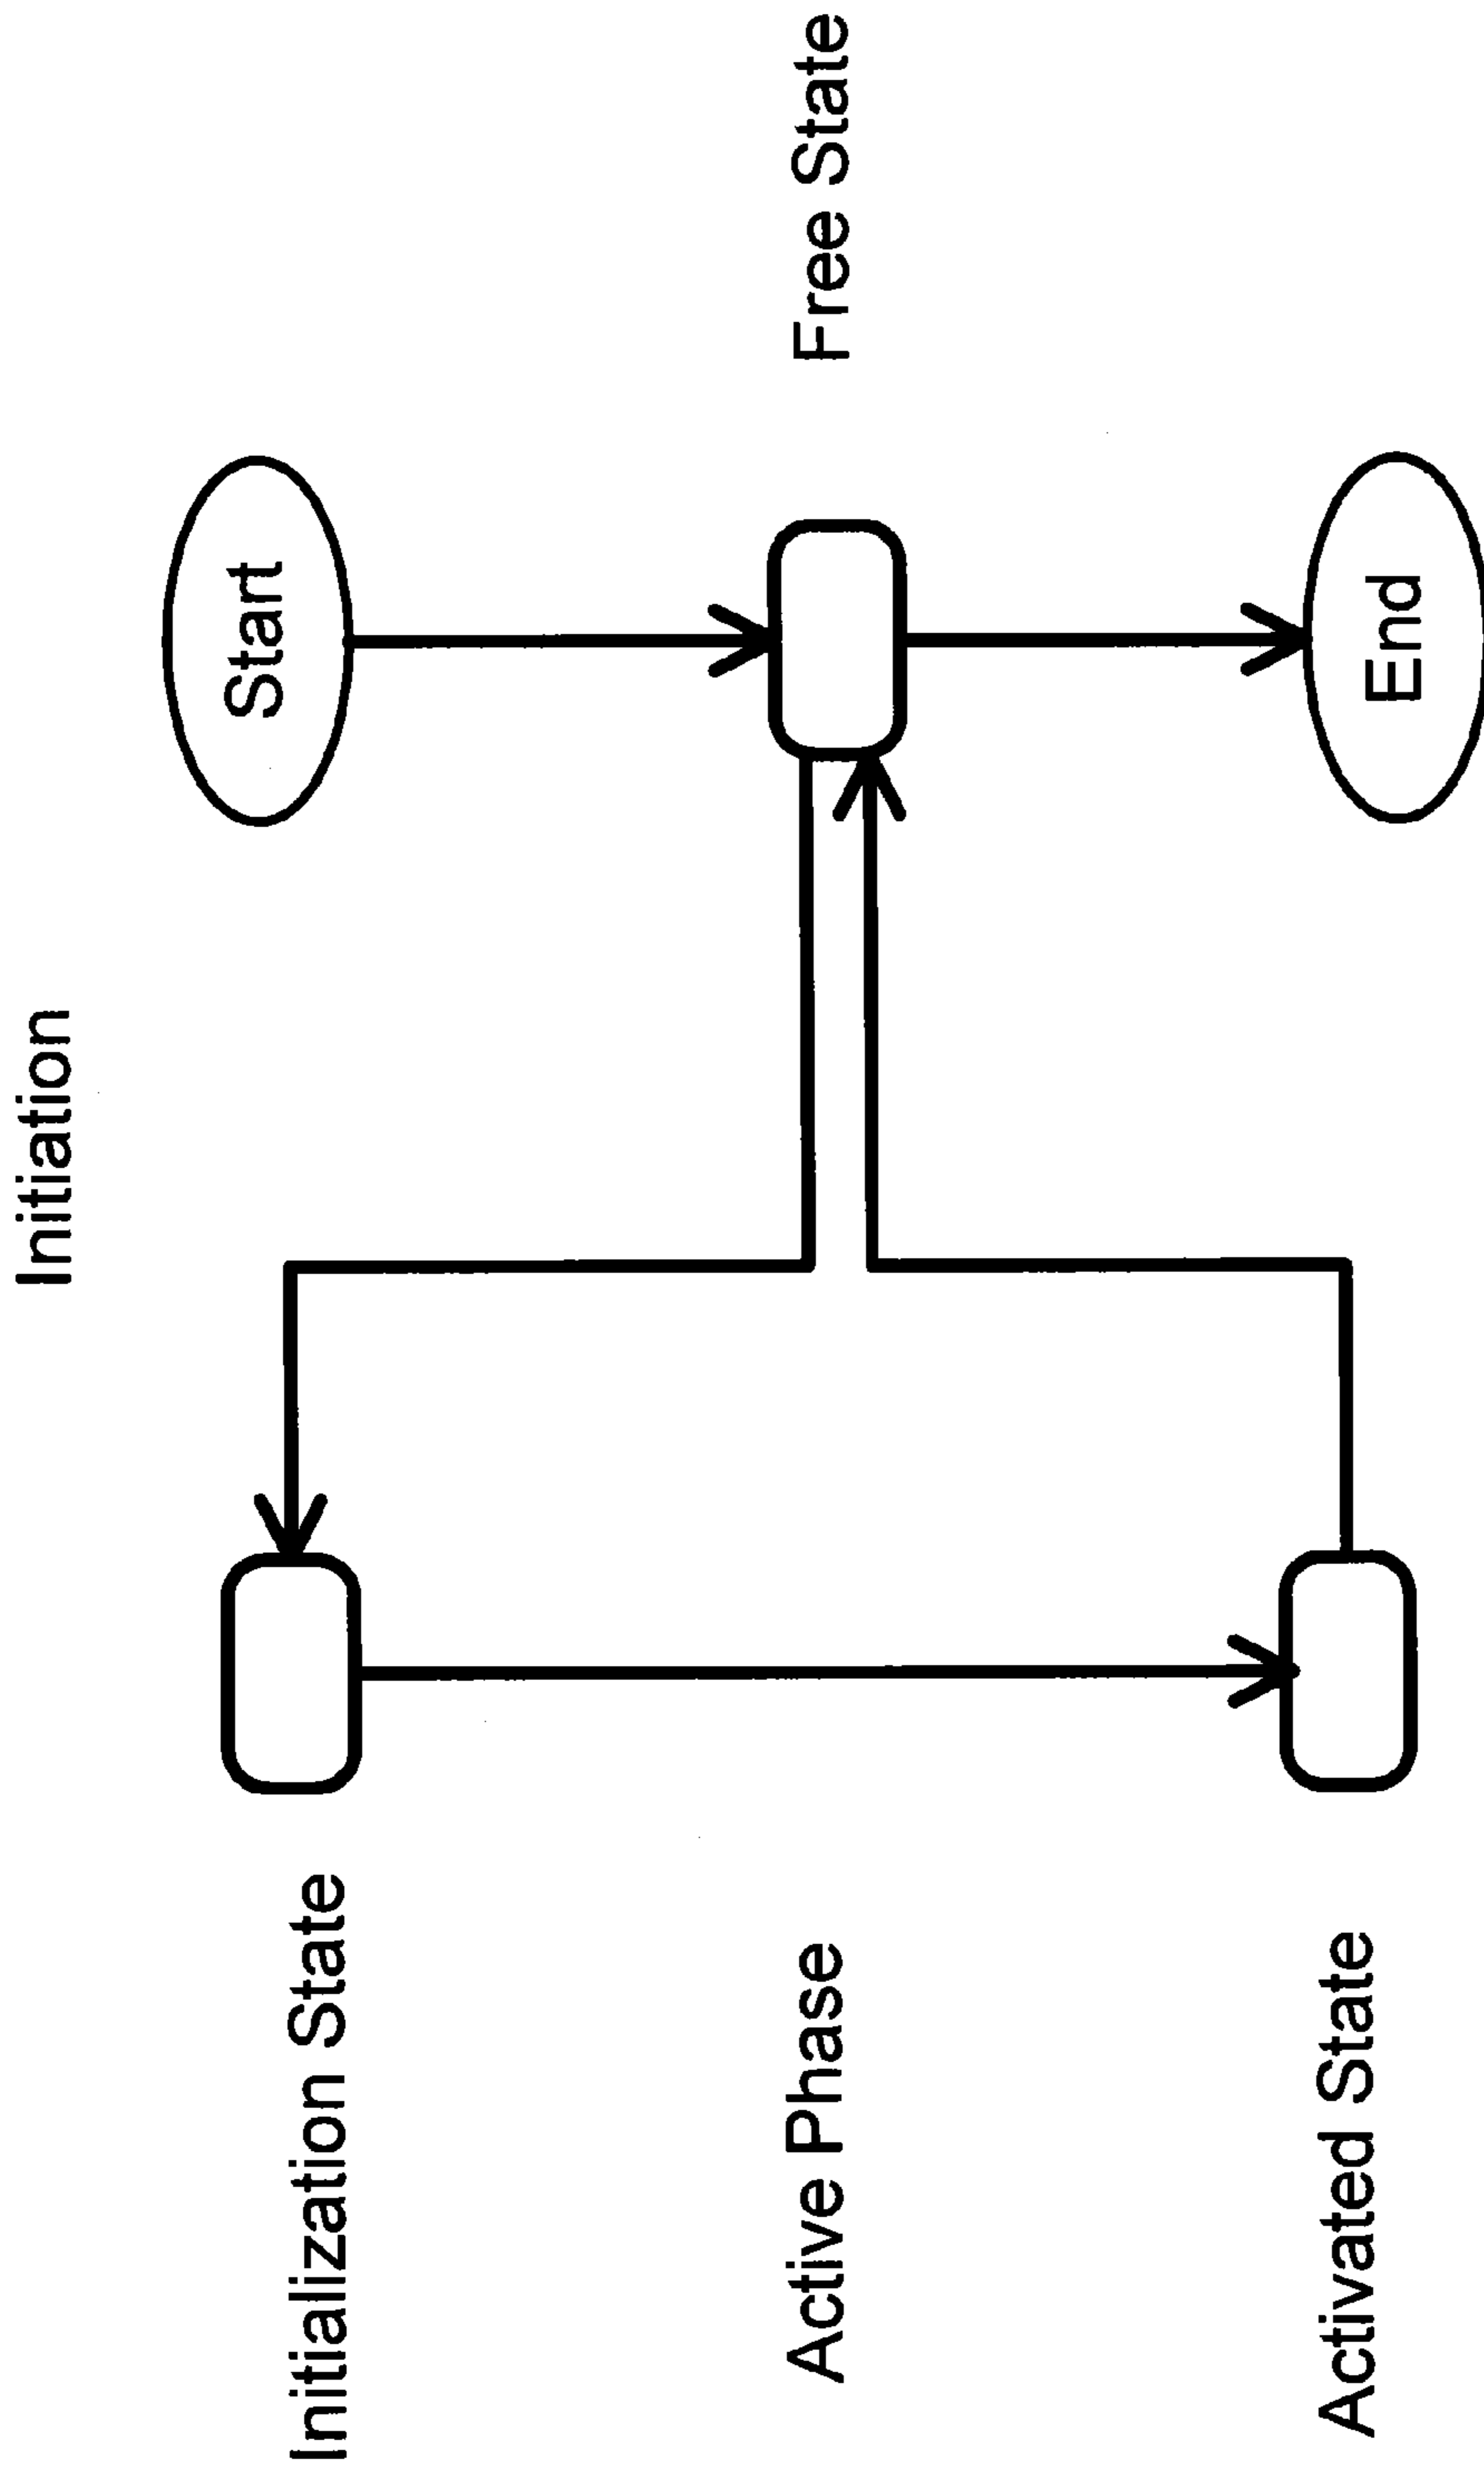 Initiation
Initialization State
Start
Active Phase
Free State
Activated State
End